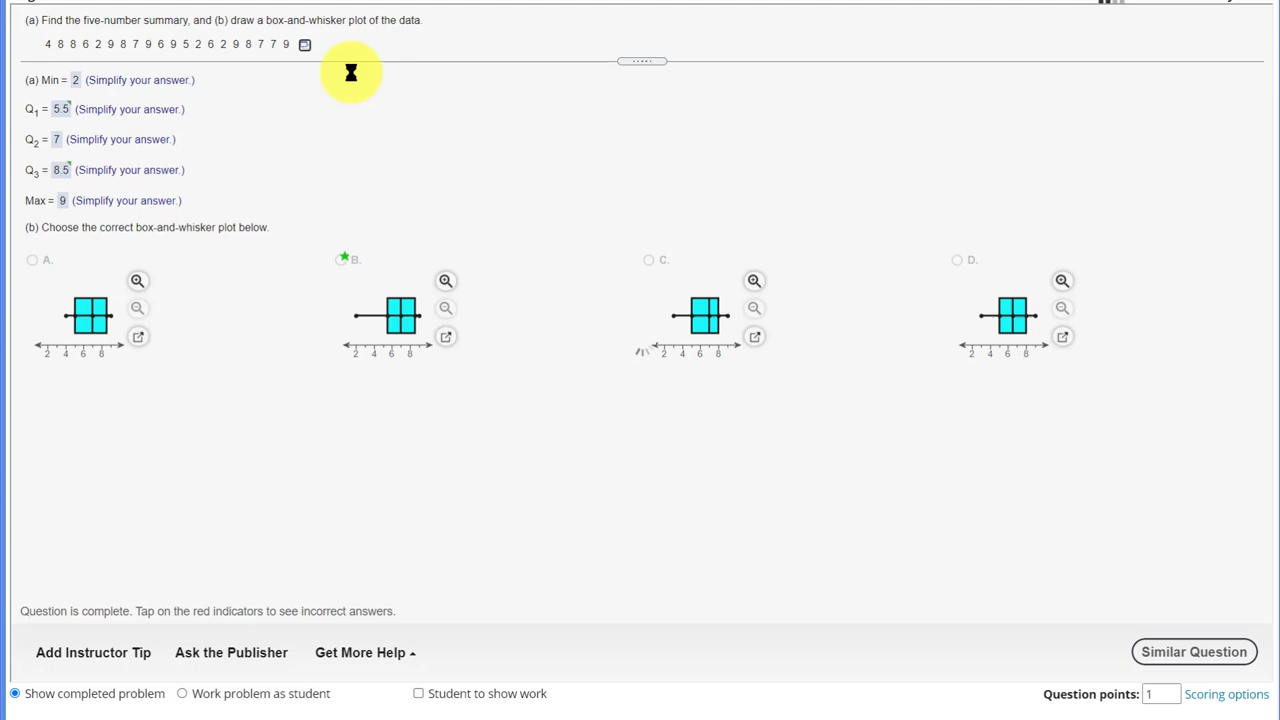 (a) Find the five-number summary, and (b) draw a box-and-whisker plot of the data.
4 8 8 6 2 9 8 7 9 6 9 5 2 6 2 9 8 7 7 9
(a) Min = 2 (Simplify your answer.)
Q1 = 5.5 (Simplify your answer.)
Q2 = 7 (Simplify your answer.)
Q3 = 8.5 (Simplify your answer.)
Max = 9 (Simplify your answer.)
(b) Choose the correct box-and-whisker plot below.
A. B. C. D.
2 4 6 8 2 4 6 8 2 4 6 8 2 4 6 8
Question is complete. Tap on the red indicators to see incorrect answers.
Add Instructor Tip Ask the Publisher Get More Help Similar Question
Show completed problem Work problem as student Student to show work Question points: 1 Scoring options